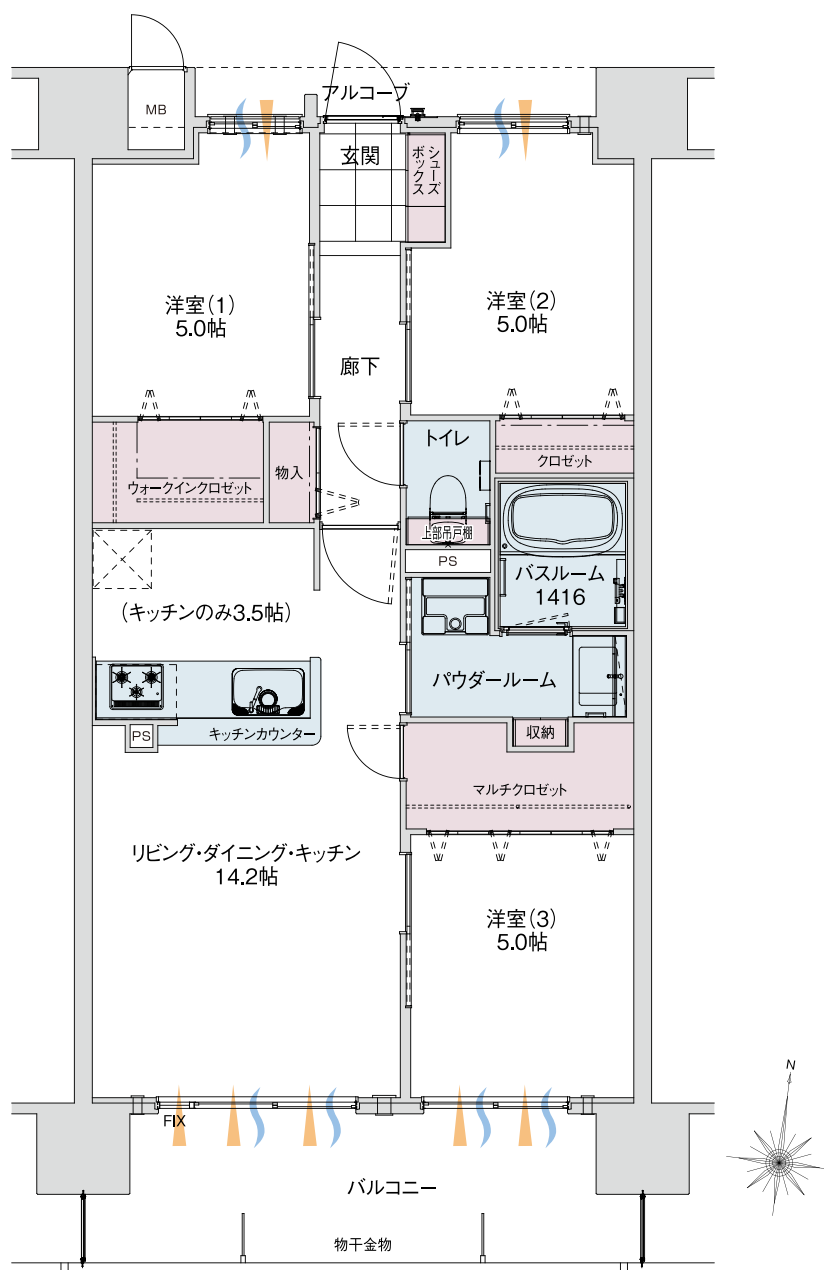 MB
アルコーブ
玄関
シューズ
ボックス
洋室(1)
5.0帖
洋室(2)
5.0帖
廊下
トイレ
クロゼット
ウォークインクロゼット
物入
上部吊戸棚
PS
バスルーム
1416
(キッチンのみ3.5帖)
パウダールーム
PS
キッチンカウンター
収納
マルチクロゼット
リビング・ダイニング・キッチン
14.2帖
洋室(3)
5.0帖
N
FIX
バルコニー
物干金物